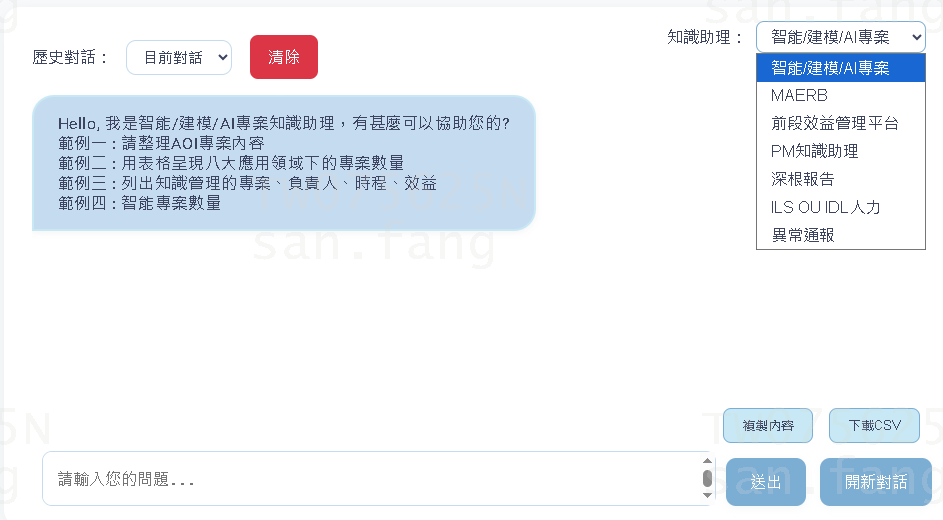 歷史對話：
目前對話
清除
知識助理：
智能/建模/AI專案
智能/建模/AI專案
MAERB
前段效益管理平台
PM知識助理
深根報告
ILS OU IDL人力
異常通報
Hello, 我是智能/建模/AI專案知識助理，有甚麼可以協助您的?
範例一 : 請整理AOI專案內容
範例二 : 用表格呈現八大應用領域下的專案數量
範例三 : 列出知識管理的專案、負責人、時程、效益
範例四 : 智能專案數量
san.fang
san.fang
5N
複製內容
下載CSV
請輸入您的問題...
送出
開新對話
san.fang